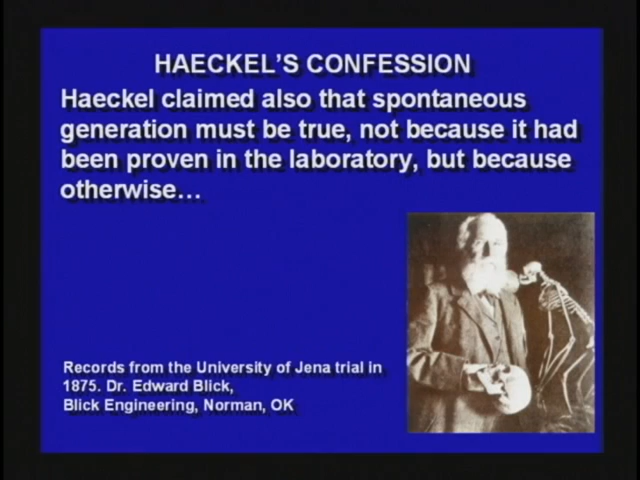 HAECKEL'S CONFESSION
Haeckel claimed also that spontaneous
generation must be true, not because it had
been proven in the laboratory, but because
otherwise…
Records from the University of Jena trial in
1875. Dr. Edward Blick,
Blick Engineering, Norman, OK